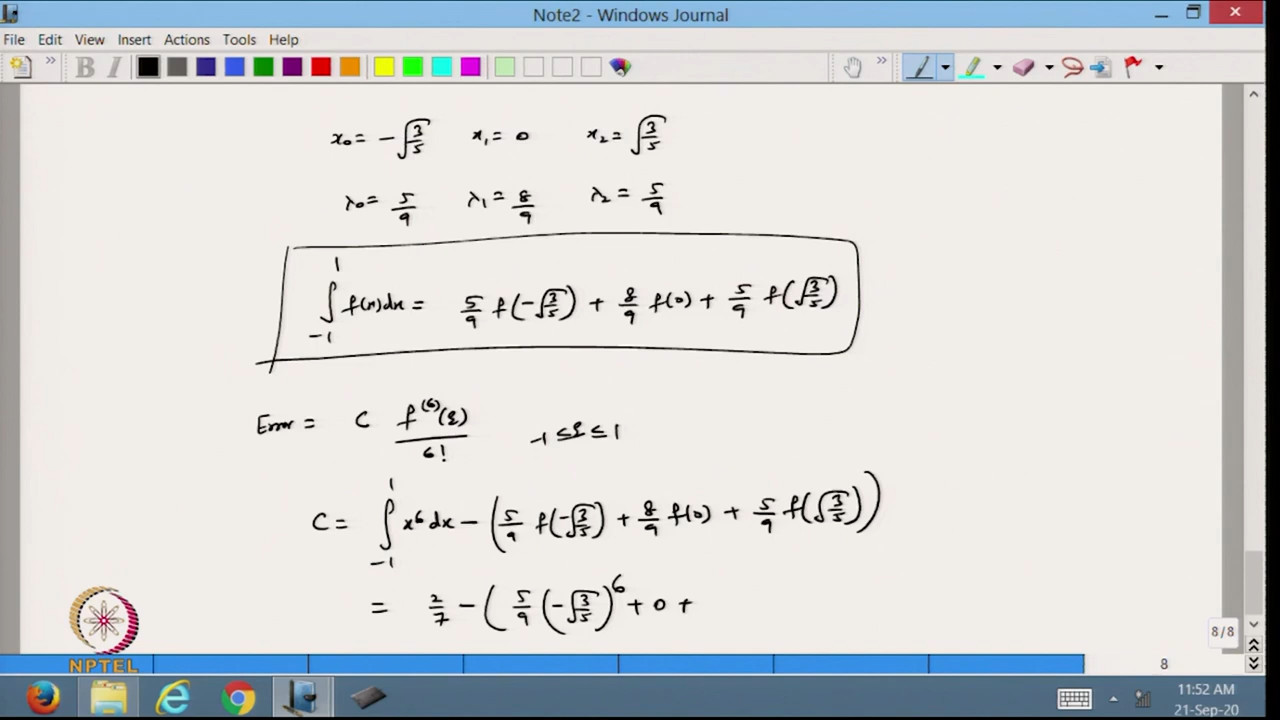 Note2 - Windows Journal
File Edit View Insert Actions Tools Help
x₀ = -√(3/5) x₁ = 0 x₂ = √(3/5)
λ₀ = 5/9 λ₁ = 8/9 λ₂ = 5/9
∫₋₁¹ f(x)dx = 5/9 f(-√(3/5)) + 8/9 f(0) + 5/9 f(√(3/5))
Error = C f⁽⁶⁾(ξ)/6! -1 ≤ ξ ≤ 1
C = ∫₋₁¹ x⁶ dx - (5/9 f(-√(3/5)) + 8/9 f(0) + 5/9 f(√(3/5)))
= 2/7 - (5/9 (-√(3/5))⁶ + 0 +
8/8
NPTEL
8
11:52 AM
21-Sep-20